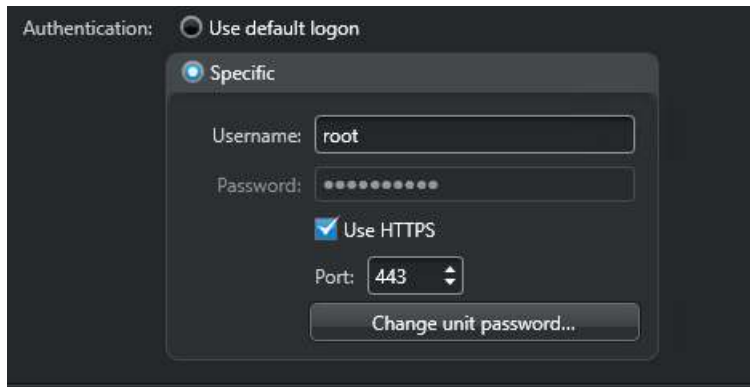 Authentication: Use default logon
Specific
Username: root
Password: ••••••••••
Use HTTPS
Port: 443
Change unit password...